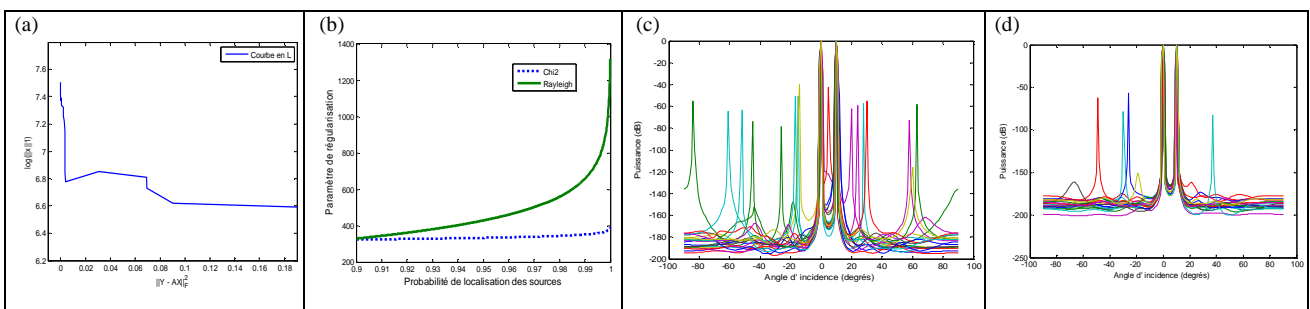 (a)
Courbe en L
7.6
7.4
7.2
7
6.8
6.6
6.4
6.2
log(||x||1)
0 0.02 0.04 0.06 0.08 0.1 0.12 0.14 0.16 0.18
||Y - AX||²F
(b)
Chi2
Rayleigh
1400
1200
1000
800
600
400
200
Paramètre de régularisation
0.9 0.91 0.92 0.93 0.94 0.95 0.96 0.97 0.98 0.99 1
Probabilité de localisation des sources
(c)
0
-20
-40
-60
-80
-100
-120
-140
-160
-180
-200
Puissance (dB)
-100 -80 -60 -40 -20 0 20 40 60 80 100
Angle d' incidence (degrés)
(d)
0
-50
-100
-150
-200
-250
Puissance (dB)
-100 -80 -60 -40 -20 0 20 40 60 80 100
Angle d' incidence (degrés)